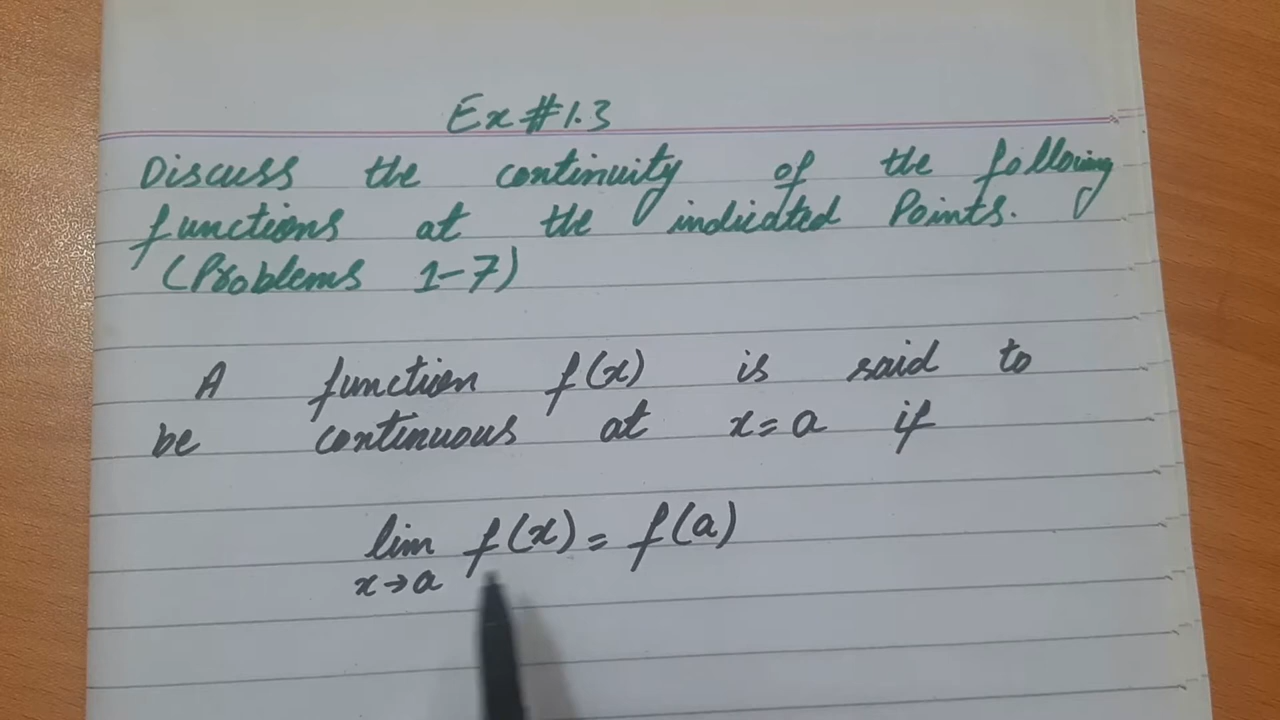 Ex #1.3
Discuss the continuity of the following
functions at the indicated Points.
(Problems 1-7)
A function f(x) is said to
be continuous at x=a if
lim f(x) = f(a)
x→a